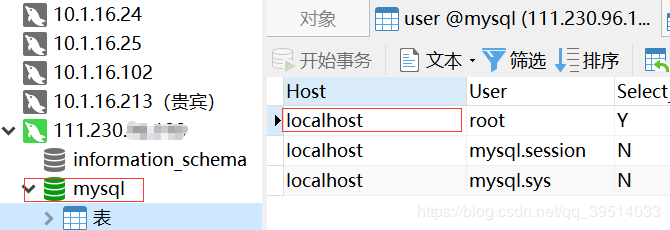 10.1.16.24
10.1.16.25
10.1.16.102
10.1.16.213（贵宾）
111.230.
information_schema
mysql
表
对象
user @mysql (111.230.96.1...
开始事务
文本
筛选
排序
Host User Select_
localhost root Y
localhost mysql.session N
localhost mysql.sys N
https://blog.csdn.net/qq_39514033